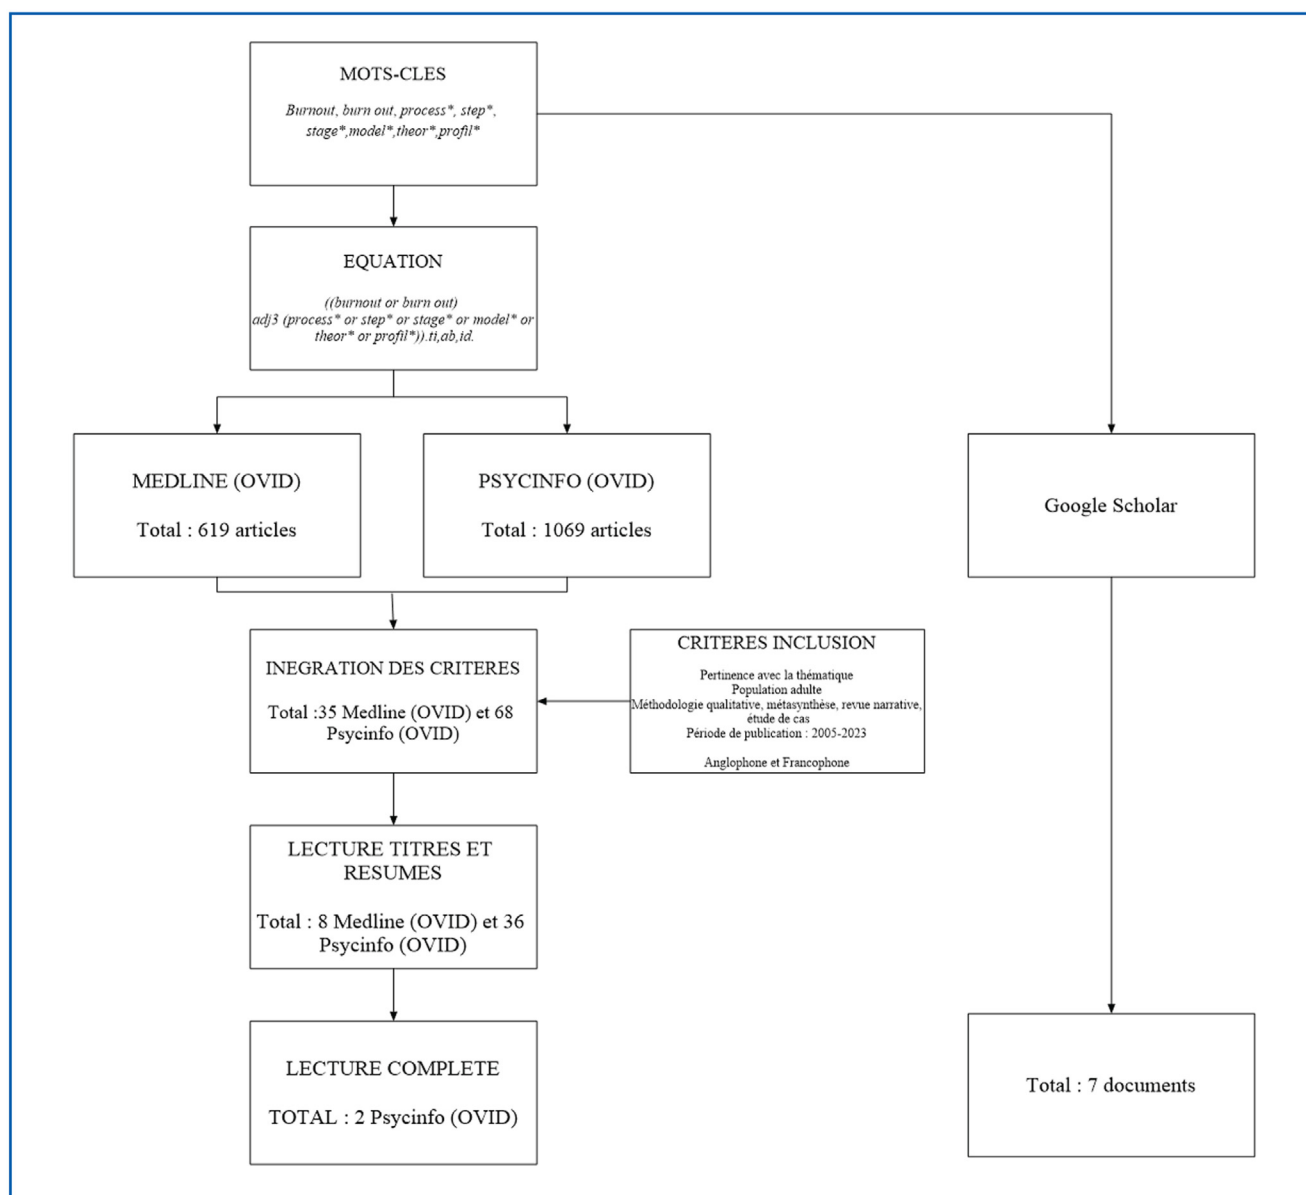 MOTS-CLES
Burnout, burn out, process*, step*,
stage*,model*,theor*,profil*
EQUATION
((burnout or burn out)
adj3 (process* or step* or stage* or model* or
theor* or profil*)).ti,ab,id.
MEDLINE (OVID)
Total : 619 articles
PSYCINFO (OVID)
Total : 1069 articles
Google Scholar
INEGRATION DES CRITERES
Total :35 Medline (OVID) et 68
Psycinfo (OVID)
CRITERES INCLUSION
Pertinence avec la thématique
Population adulte
Méthodologie qualitative, métasynthèse, revue narrative,
étude de cas
Période de publication : 2005-2023
Anglophone et Francophone
LECTURE TITRES ET
RESUMES
Total : 8 Medline (OVID) et 36
Psycinfo (OVID)
LECTURE COMPLETE
TOTAL : 2 Psycinfo (OVID)
Total : 7 documents